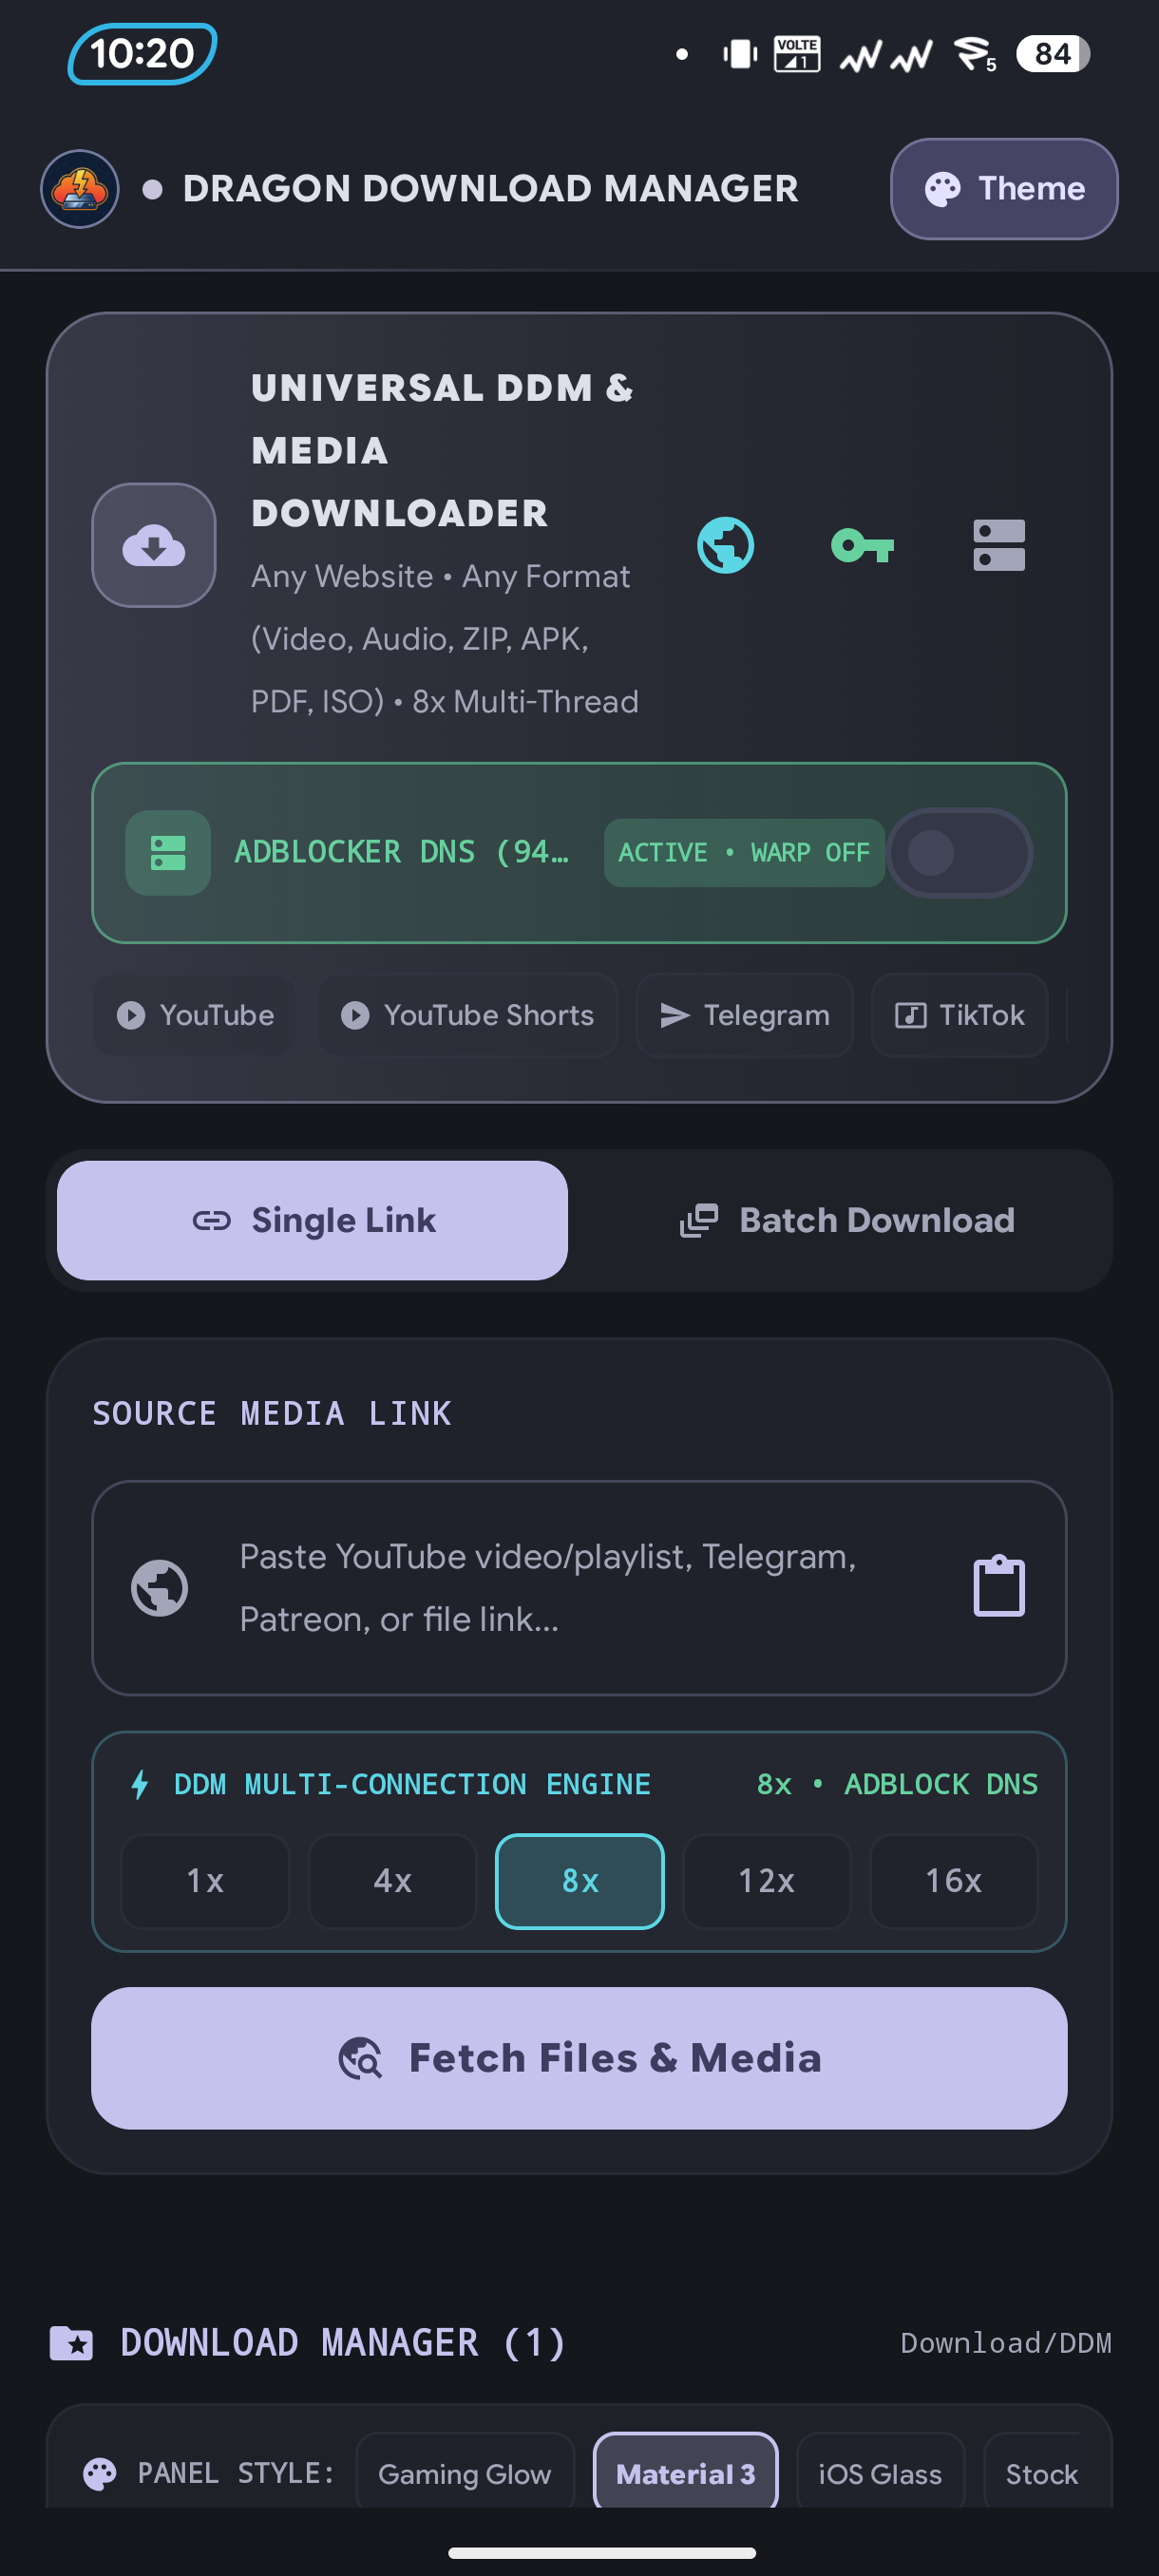 10:20
VOLTE
1
5
84
DRAGON DOWNLOAD MANAGER
Theme
UNIVERSAL DDM &
MEDIA
DOWNLOADER
Any Website • Any Format
(Video, Audio, ZIP, APK,
PDF, ISO) • 8x Multi-Thread
ADBLOCKER DNS (94…
ACTIVE • WARP OFF
YouTube
YouTube Shorts
Telegram
TikTok
Single Link
Batch Download
SOURCE MEDIA LINK
Paste YouTube video/playlist, Telegram,
Patreon, or file link...
DDM MULTI-CONNECTION ENGINE
8x • ADBLOCK DNS
1x
4x
8x
12x
16x
Fetch Files & Media
DOWNLOAD MANAGER (1)
Download/DDM
PANEL STYLE:
Gaming Glow
Material 3
iOS Glass
Stock